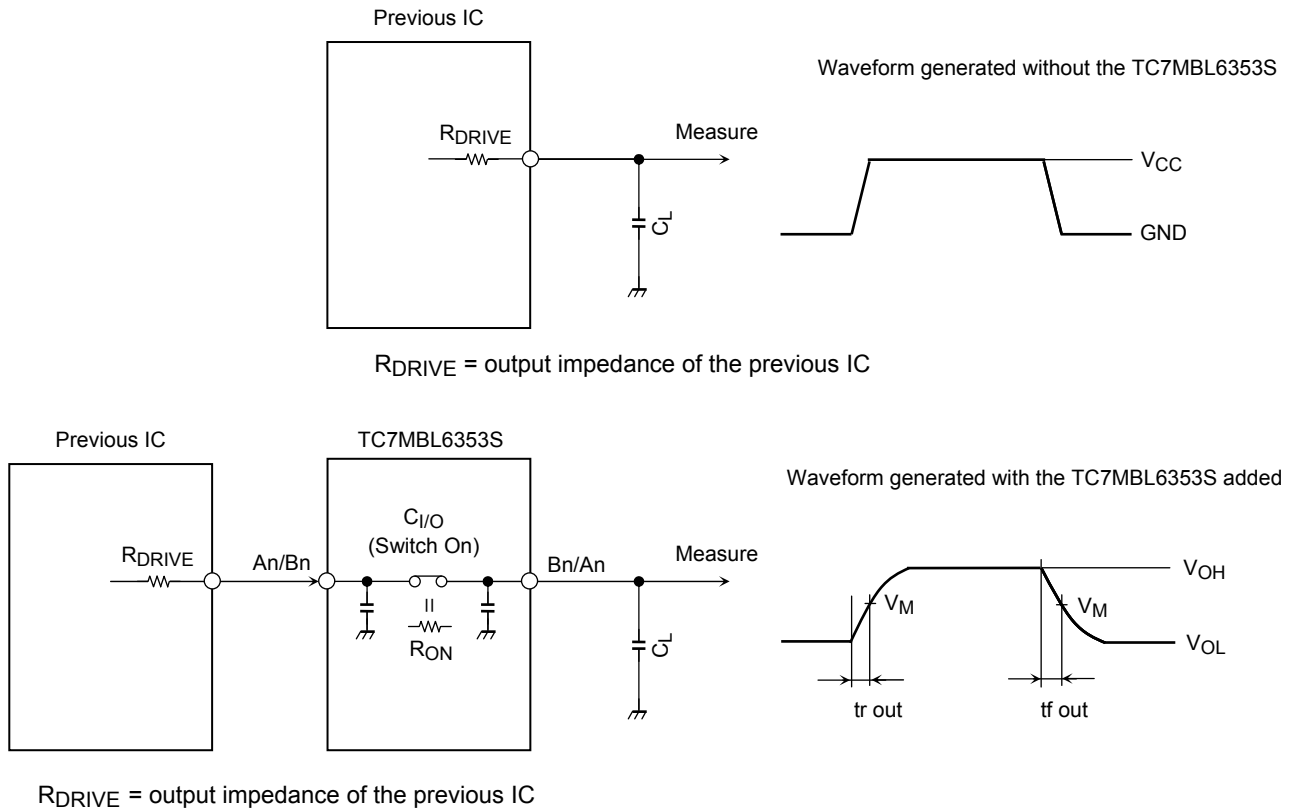 Previous IC
Waveform generated without the TC7MBL6353S
RDRIVE
Measure
VCC
CL
GND
RDRIVE = output impedance of the previous IC
Previous IC
TC7MBL6353S
Waveform generated with the TC7MBL6353S added
CI/O
(Switch On)
RDRIVE
An/Bn
Bn/An
Measure
VOH
VM
VM
RON
CL
VOL
tr out
tf out
RDRIVE = output impedance of the previous IC